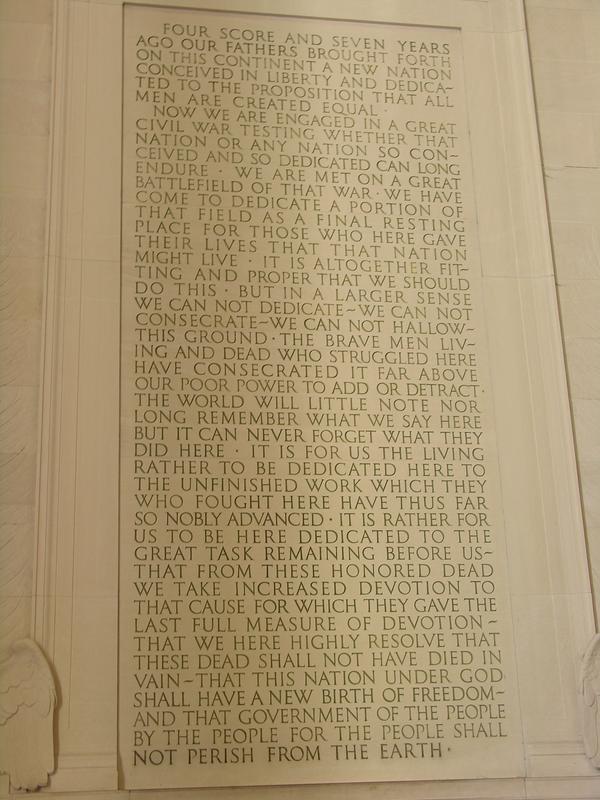 FOUR SCORE AND SEVEN YEARS
AGO OUR FATHERS BROUGHT FORTH
ON THIS CONTINENT A NEW NATION
CONCEIVED IN LIBERTY AND DEDICA-
TED TO THE PROPOSITION THAT ALL
MEN ARE CREATED EQUAL ·
NOW WE ARE ENGAGED IN A GREAT
CIVIL WAR TESTING WHETHER THAT
NATION OR ANY NATION SO CON-
CEIVED AND SO DEDICATED CAN LONG
ENDURE · WE ARE MET ON A GREAT
BATTLEFIELD OF THAT WAR · WE HAVE
COME TO DEDICATE A PORTION OF
THAT FIELD AS A FINAL RESTING
PLACE FOR THOSE WHO HERE GAVE
THEIR LIVES THAT THAT NATION
MIGHT LIVE · IT IS ALTOGETHER FIT-
TING AND PROPER THAT WE SHOULD
DO THIS · BUT IN A LARGER SENSE
WE CAN NOT DEDICATE~WE CAN NOT
CONSECRATE~WE CAN NOT HALLOW~
THIS GROUND · THE BRAVE MEN LIV-
ING AND DEAD WHO STRUGGLED HERE
HAVE CONSECRATED IT FAR ABOVE
OUR POOR POWER TO ADD OR DETRACT ·
THE WORLD WILL LITTLE NOTE NOR
LONG REMEMBER WHAT WE SAY HERE
BUT IT CAN NEVER FORGET WHAT THEY
DID HERE · IT IS FOR US THE LIVING
RATHER TO BE DEDICATED HERE TO
THE UNFINISHED WORK WHICH THEY
WHO FOUGHT HERE HAVE THUS FAR
SO NOBLY ADVANCED · IT IS RATHER FOR
US TO BE HERE DEDICATED TO THE
GREAT TASK REMAINING BEFORE US~
THAT FROM THESE HONORED DEAD
WE TAKE INCREASED DEVOTION TO
THAT CAUSE FOR WHICH THEY GAVE THE
LAST FULL MEASURE OF DEVOTION~
THAT WE HERE HIGHLY RESOLVE THAT
THESE DEAD SHALL NOT HAVE DIED IN
VAIN~THAT THIS NATION UNDER GOD
SHALL HAVE A NEW BIRTH OF FREEDOM~
AND THAT GOVERNMENT OF THE PEOPLE
BY THE PEOPLE FOR THE PEOPLE SHALL
NOT PERISH FROM THE EARTH ·